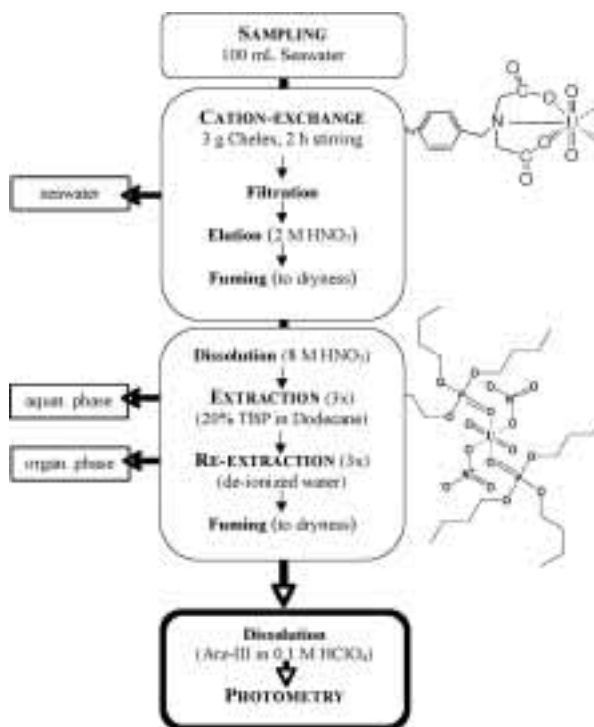 SAMPLING
100 mL Seawater
CATION-EXCHANGE
3 g Chelex, 2 h stirring
Filtration
seawater
Elution (2 M HNO₃)
Fuming (to dryness)
Dissolution (8 M HNO₃)
EXTRACTION (3x)
aquat. phase
(20% TBP in Dodecane)
organ. phase
RE-EXTRACTION (3x)
(de-ionized water)
Fuming (to dryness)
Dissolution
(Arz-III in 0,1 M HClO₄)
PHOTOMETRY